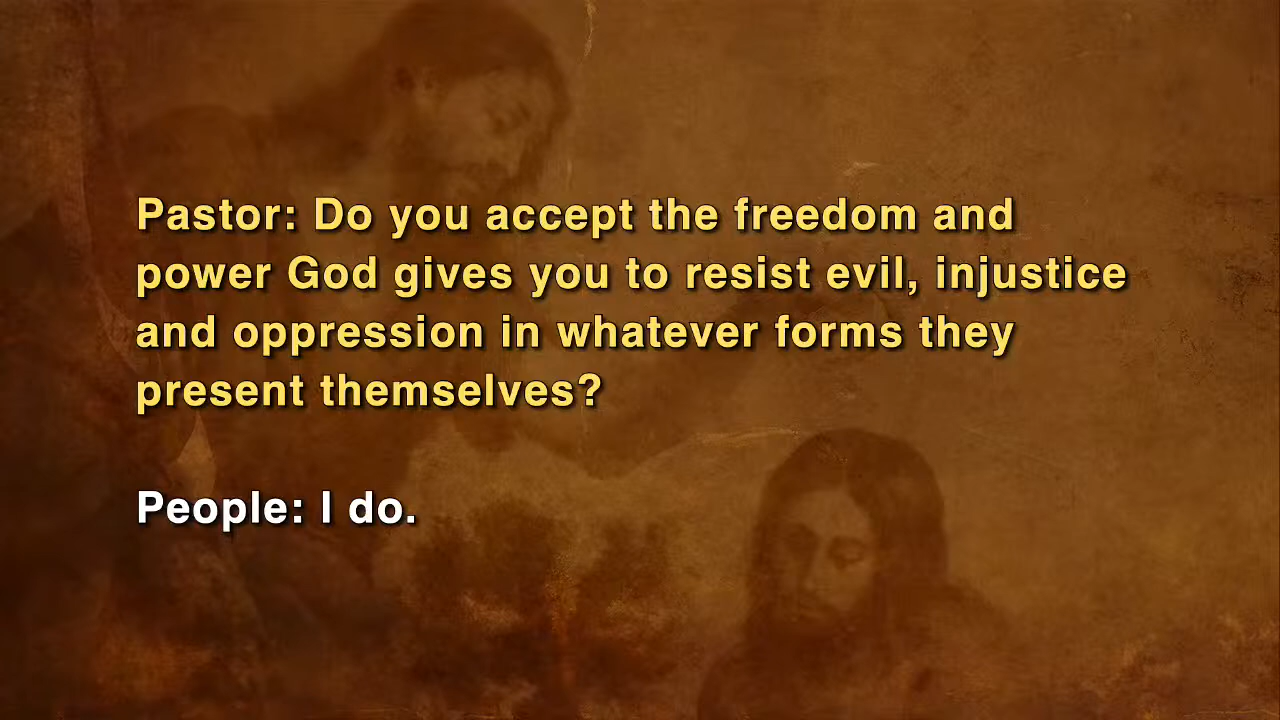 Pastor: Do you accept the freedom and
power God gives you to resist evil, injustice
and oppression in whatever forms they
present themselves?
People: I do.